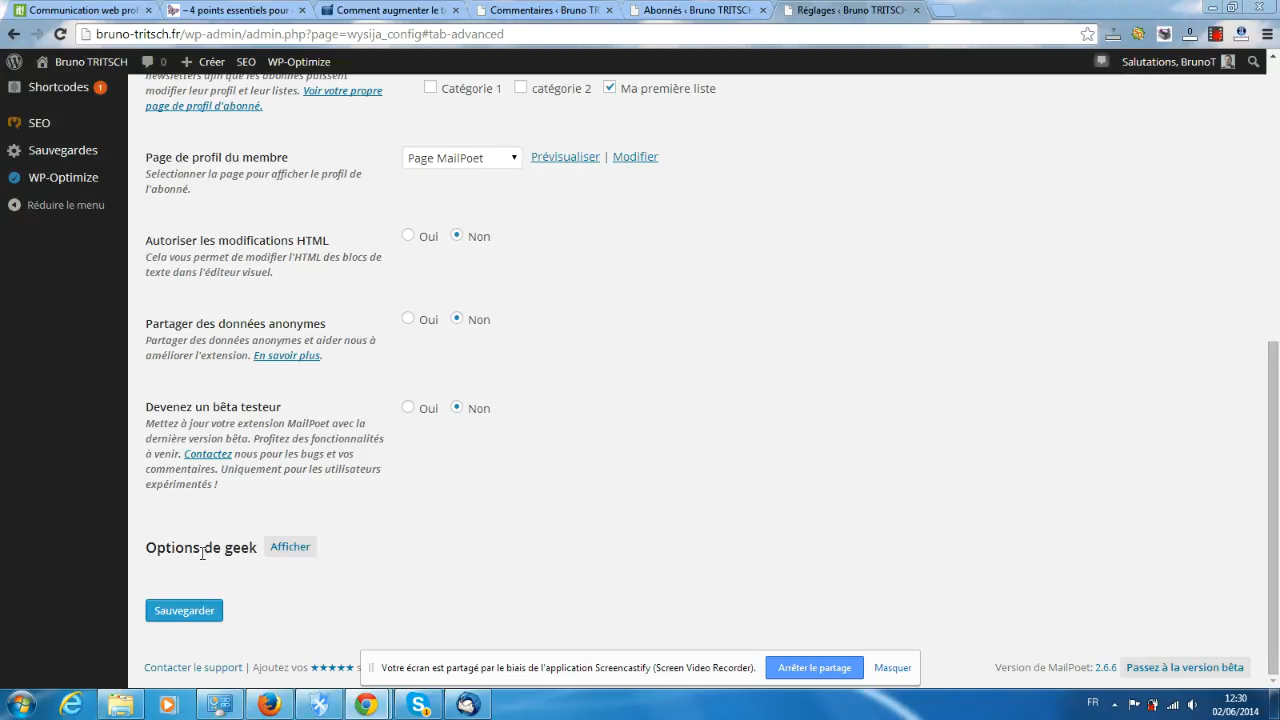 Communication web prof
– 4 points essentiels pour
Comment augmenter le t
Commentaires ‹ Bruno TR
Abonnés ‹ Bruno TRITSCH
Réglages ‹ Bruno TRITSCH
bruno-tritsch.fr/wp-admin/admin.php?page=wysija_config#tab-advanced
Bruno TRITSCH 0 + Créer SEO WP-Optimize Salutations, BrunoT
Shortcodes 1
SEO
Sauvegardes
WP-Optimize
Réduire le menu
newsletters afin que les abonnés puissent
modifier leur profil et leur listes. Voir votre propre
page de profil d'abonné.
Catégorie 1 catégorie 2 Ma première liste
Page de profil du membre
Selectionner la page pour afficher le profil de
l'abonné.
Page MailPoet Prévisualiser | Modifier
Autoriser les modifications HTML
Cela vous permet de modifier l'HTML des blocs de
texte dans l'éditeur visuel.
Oui Non
Partager des données anonymes
Partager des données anonymes et aider nous à
améliorer l'extension. En savoir plus.
Oui Non
Devenez un bêta testeur
Mettez à jour votre extension MailPoet avec la
dernière version bêta. Profitez des fonctionnalités
à venir. Contactez nous pour les bugs et vos
commentaires. Uniquement pour les utilisateurs
expérimentés !
Oui Non
Options de geek Afficher
Sauvegarder
Contacter le support | Ajoutez vos ★★★★★ s
Votre écran est partagé par le biais de l'application Screencastify (Screen Video Recorder). Arrêter le partage Masquer
Version de MailPoet: 2.6.6 Passez à la version bêta
FR
12:30
02/06/2014